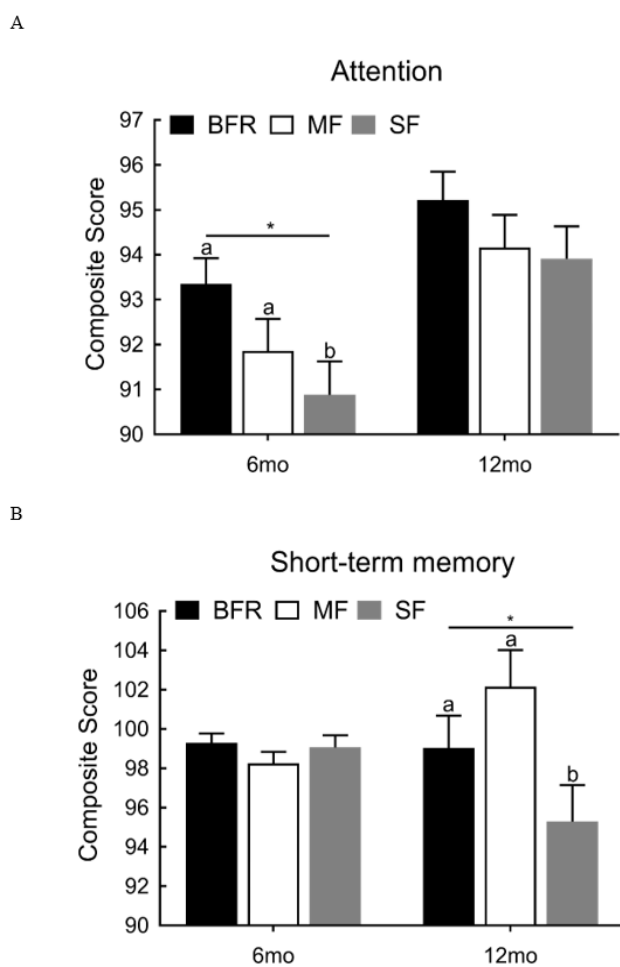 A
Attention
BFR MF SF
97
96
95
94
93
92
91
90
Composite Score
*
a
a
b
6mo 12mo
B
Short-term memory
BFR MF SF
106
104
102
100
98
96
94
92
90
Composite Score
*
a
a
b
6mo 12mo